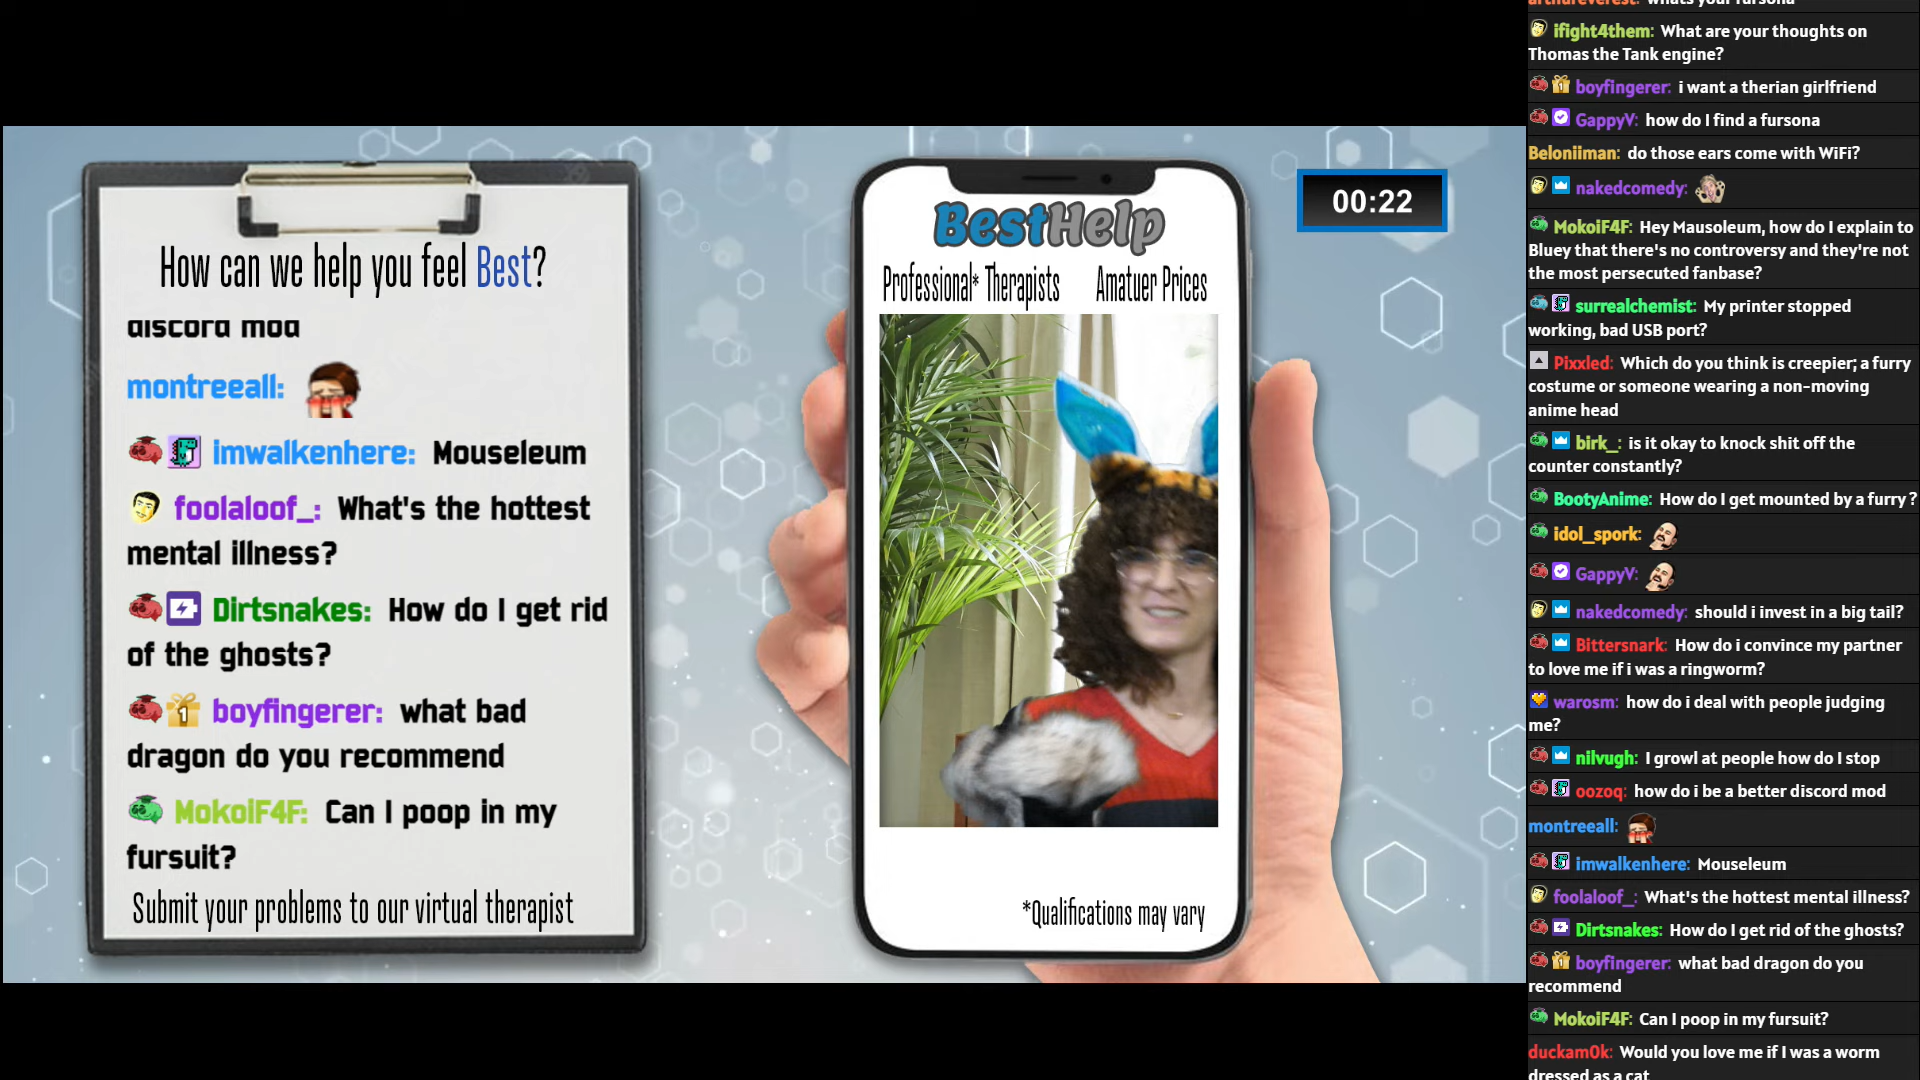 How can we help you feel Best?
discord mod
montreeall:
imwalkenhere: Mouseleum
foolaloof_: What's the hottest
mental illness?
Dirtsnakes: How do I get rid
of the ghosts?
boyfingerer: what bad
dragon do you recommend
MokoiF4F: Can I poop in my
fursuit?
Submit your problems to our virtual therapist
BestHelp
Professional* Therapists Amatuer Prices
*Qualifications may vary
00:22
arthureverest: whats your fursona
ifight4them: What are your thoughts on
Thomas the Tank engine?
boyfingerer: i want a therian girlfriend
GappyV: how do I find a fursona
Beloniiman: do those ears come with WiFi?
nakedcomedy:
MokoiF4F: Hey Mausoleum, how do I explain to
Bluey that there's no controversy and they're not
the most persecuted fanbase?
surrealchemist: My printer stopped
working, bad USB port?
Pixxled: Which do you think is creepier; a furry
costume or someone wearing a non-moving
anime head
birk_: is it okay to knock shit off the
counter constantly?
BootyAnime: How do I get mounted by a furry ?
idol_spork:
GappyV:
nakedcomedy: should i invest in a big tail?
Bittersnark: How do i convince my partner
to love me if i was a ringworm?
warosm: how do i deal with people judging
me?
nilvugh: I growl at people how do I stop
oozoq: how do i be a better discord mod
montreeall:
imwalkenhere: Mouseleum
foolaloof_: What's the hottest mental illness?
Dirtsnakes: How do I get rid of the ghosts?
boyfingerer: what bad dragon do you
recommend
MokoiF4F: Can I poop in my fursuit?
duckam0k: Would you love me if I was a worm
dressed as a cat